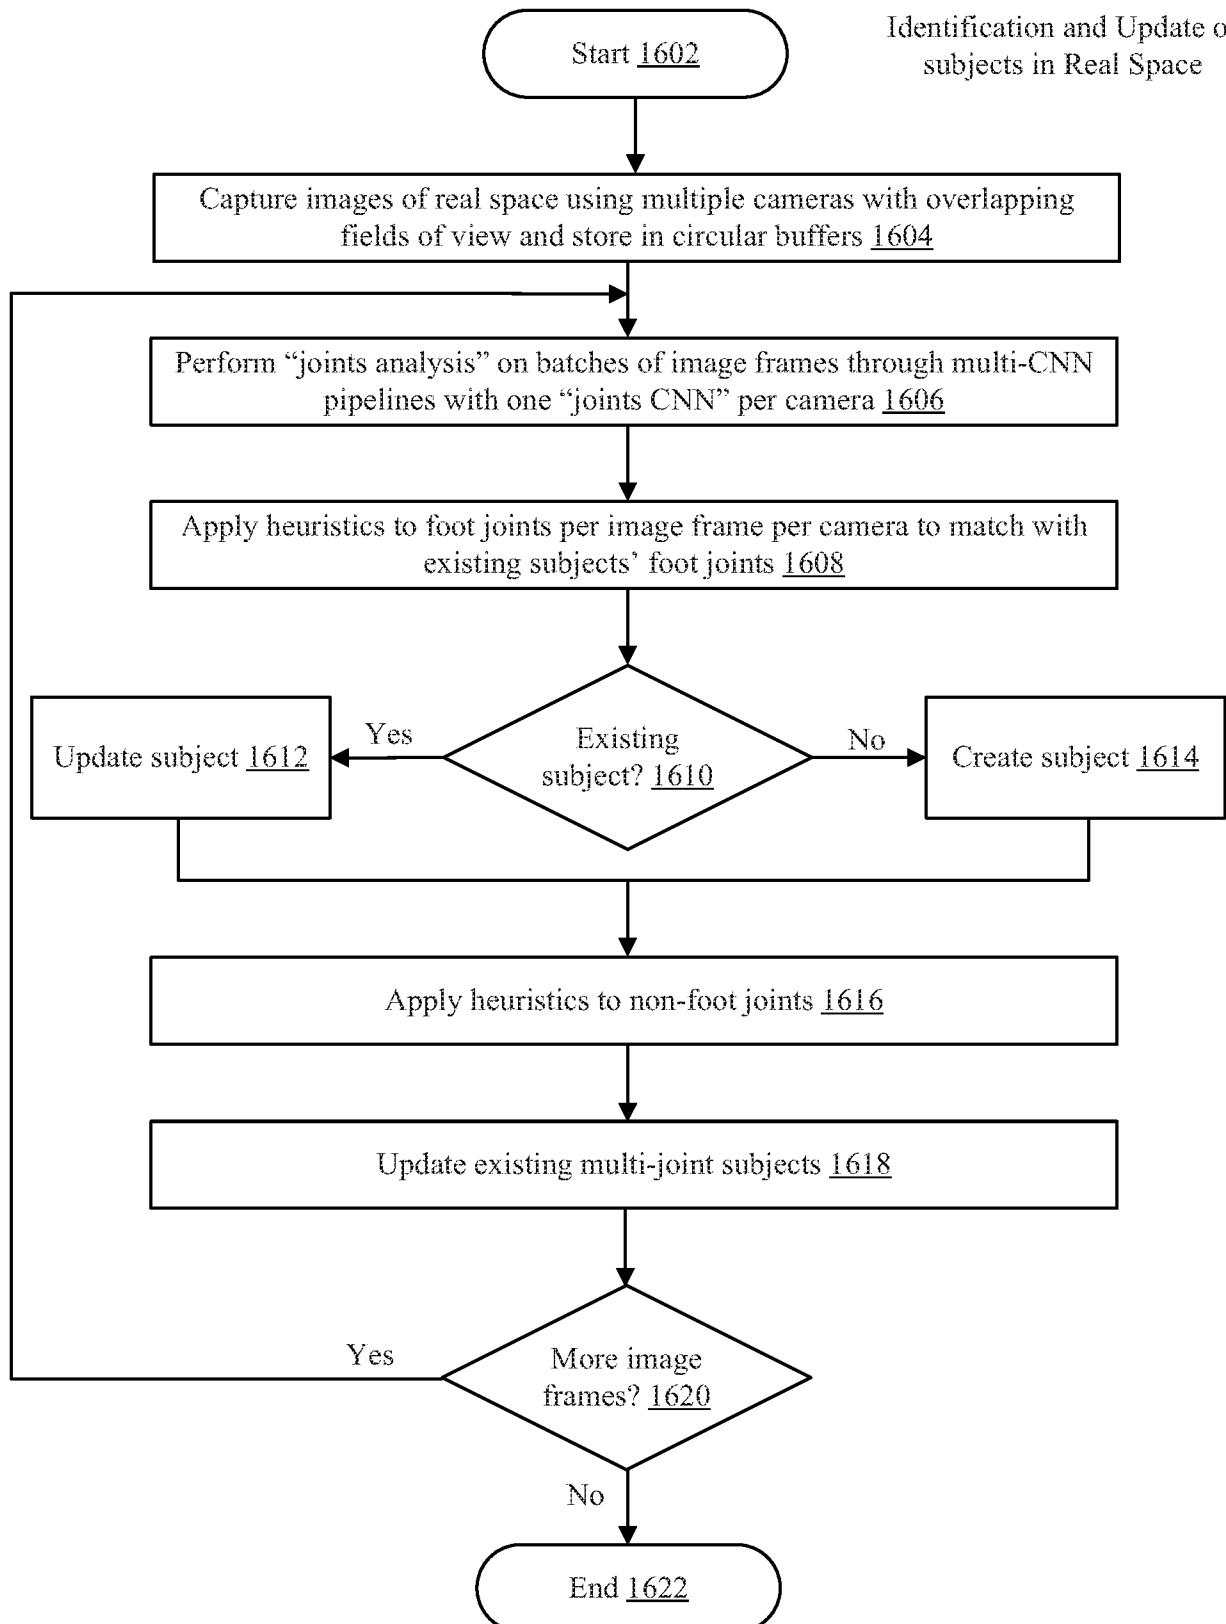 Start 1602
Identification and Update o
subjects in Real Space
Capture images of real space using multiple cameras with overlapping
fields of view and store in circular buffers 1604
Perform “joints analysis” on batches of image frames through multi-CNN
pipelines with one “joints CNN” per camera 1606
Apply heuristics to foot joints per image frame per camera to match with
existing subjects’ foot joints 1608
Update subject 1612
Yes
Existing
subject? 1610
No
Create subject 1614
Apply heuristics to non-foot joints 1616
Update existing multi-joint subjects 1618
Yes
More image
frames? 1620
No
End 1622